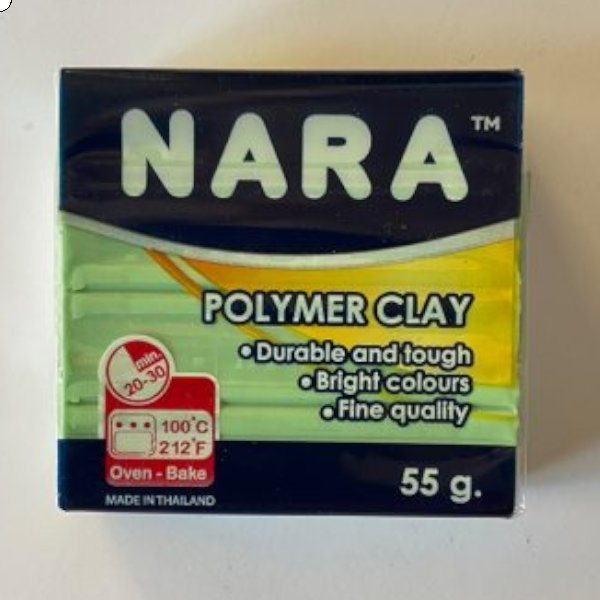 NARA™
POLYMER CLAY
•Durable and tough
•Bright colours
•Fine quality
min.
20-30
100°C
212°F
Oven - Bake
55 g.
MADE IN THAILAND